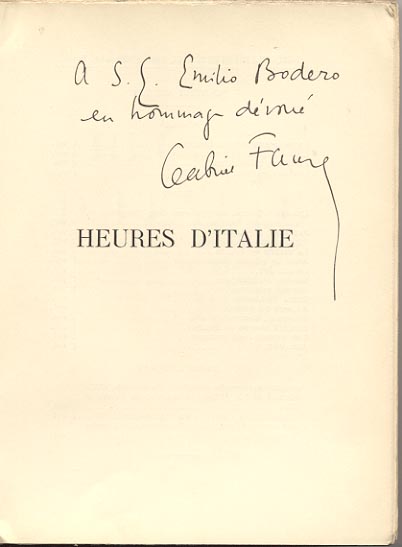 A S. E. Emilio Bodero
en hommage dévoué
Gabriel Faure
HEURES D'ITALIE